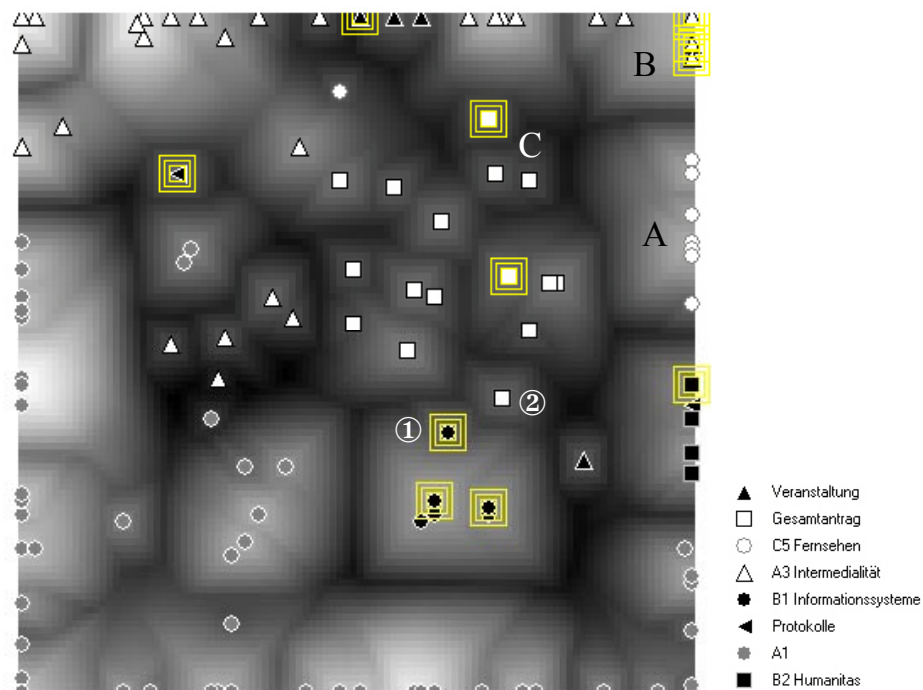 B
C
A
①
②
Veranstaltung
Gesamtantrag
C5 Fernsehen
A3 Intermedialität
B1 Informationssysteme
Protokolle
A1
B2 Humanitas